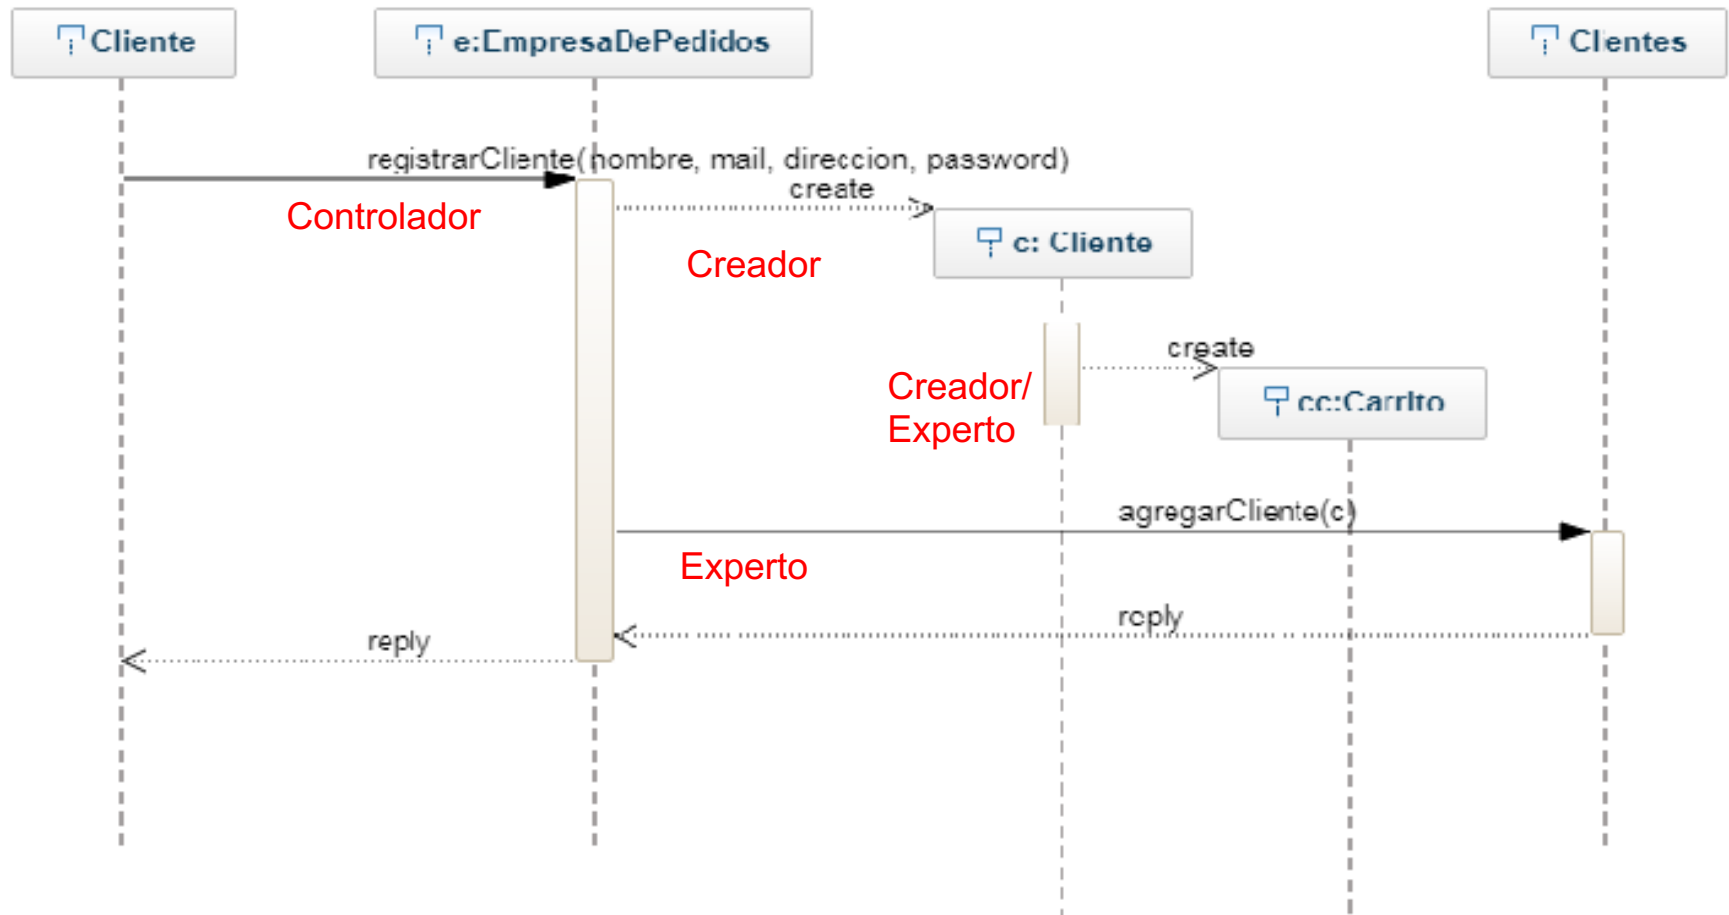 Cliente
e:EmpresaDePedidos
Clientes
registrarCliente(nombre, mail, direccion, password)
create
Controlador
c: Cliente
Creador
create
Creador/
Experto
cc:Carrito
agregarCliente(c)
Experto
reply
reply